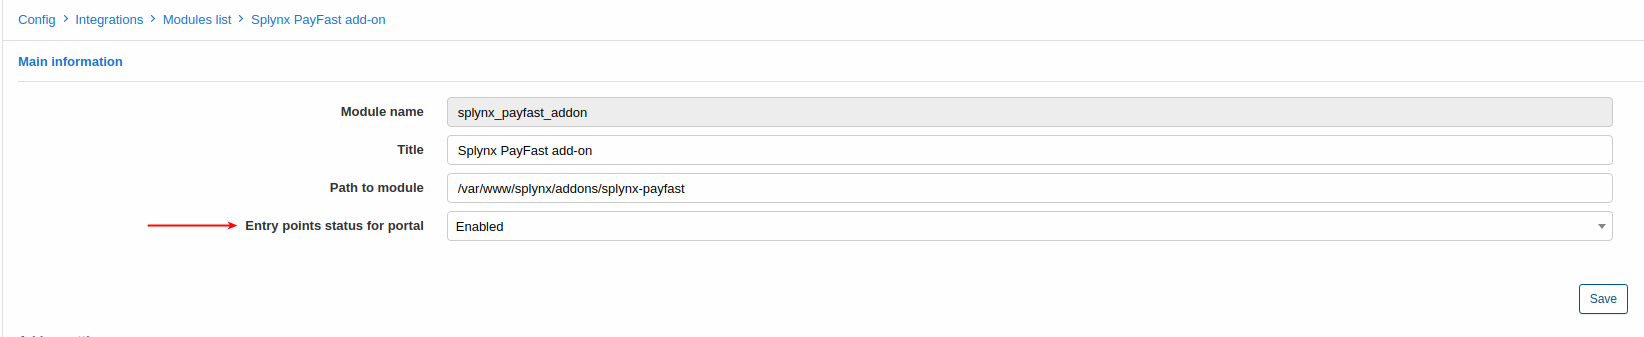 Config > Integrations > Modules list > Splynx PayFast add-on
Main information
Module name splynx_payfast_addon
Title Splynx PayFast add-on
Path to module /var/www/splynx/addons/splynx-payfast
Entry points status for portal Enabled
Save